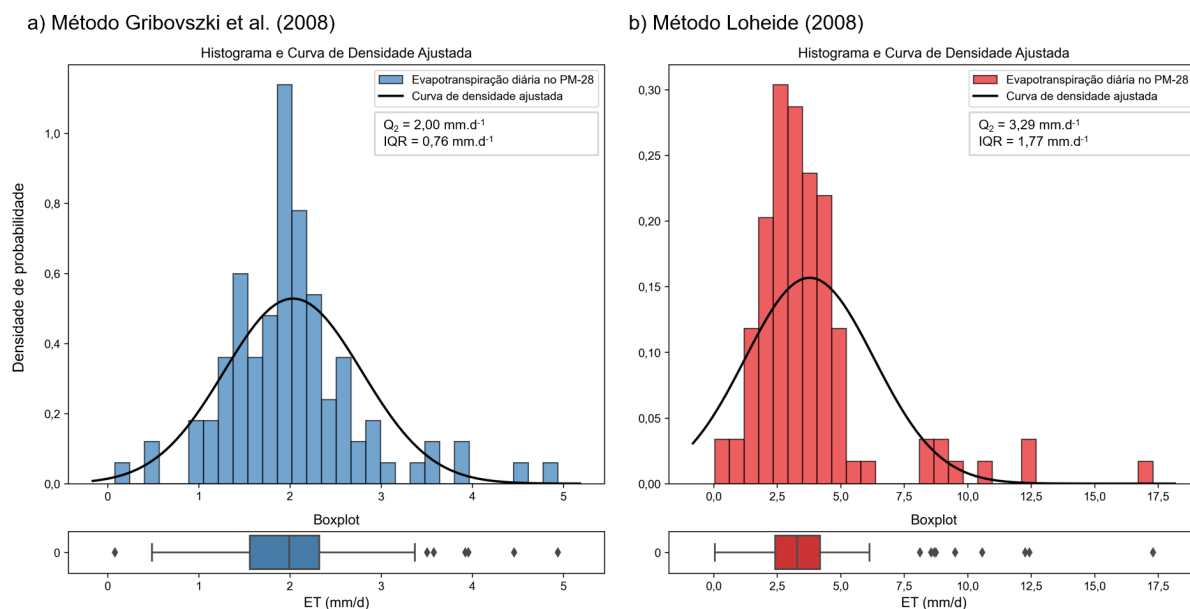 a) Método Gribovszki et al. (2008)
Histograma e Curva de Densidade Ajustada
Evapotranspiração diária no PM-28
Curva de densidade ajustada
Q₂ = 2,00 mm.d⁻¹
IQR = 0,76 mm.d⁻¹
Densidade de probabilidade
1,0
0,8
0,6
0,4
0,2
0,0
0 1 2 3 4 5
Boxplot
0
0 1 2 3 4 5
ET (mm/d)
b) Método Loheide (2008)
Histograma e Curva de Densidade Ajustada
Evapotranspiração diária no PM-28
Curva de densidade ajustada
Q₂ = 3,29 mm.d⁻¹
IQR = 1,77 mm.d⁻¹
0,30
0,25
0,20
0,15
0,10
0,05
0,00
0,0 2,5 5,0 7,5 10,0 12,5 15,0 17,5
Boxplot
0
0,0 2,5 5,0 7,5 10,0 12,5 15,0 17,5
ET (mm/d)